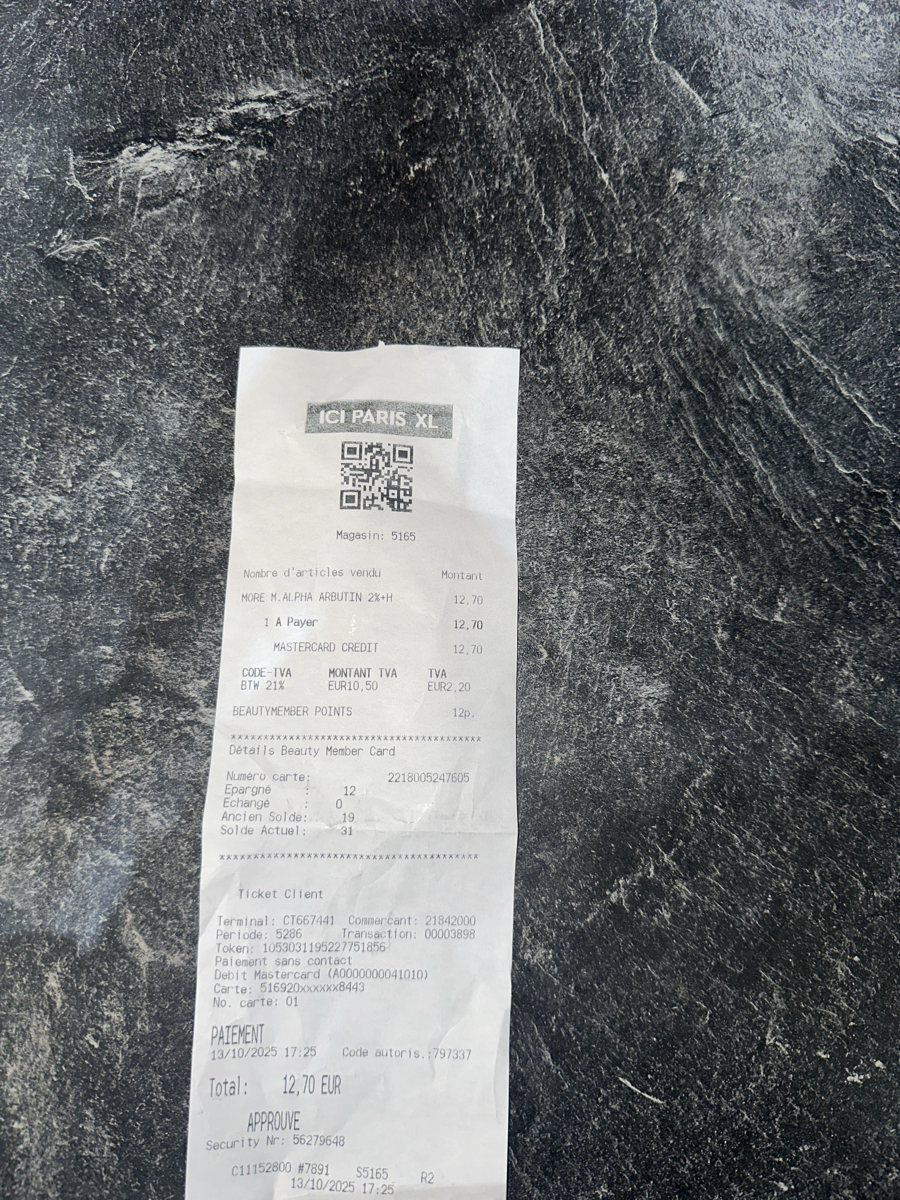 ICI PARIS XL
Magasin: 5165
Nombre d'articles vendu Montant
MORE M.ALPHA ARBUTIN 2%+H 12,70
1 A Payer 12,70
MASTERCARD CREDIT 12,70
CODE-TVA MONTANT TVA TVA
BTW 21% EUR10,50 EUR2,20
BEAUTYMEMBER POINTS 12p.
****************************************
Détails Beauty Member Card
Numéro carte: 2218005247605
Epargné : 12
Echangé : 0
Ancien Solde: 19
Solde Actuel: 31
****************************************
Ticket Client
Terminal: CT667441 Commercant: 21842000
Periode: 5286 Transaction: 00003898
Token: 1053031195227751856
Paiement sans contact
Debit Mastercard (A0000000041010)
Carte: 516920xxxxxx8443
No. carte: 01
PAIEMENT
13/10/2025 17:25 Code autoris.:797337
Total: 12,70 EUR
APPROUVE
Security Nr: 56279648
C11152800 #7891 S5165 R2
13/10/2025 17:25